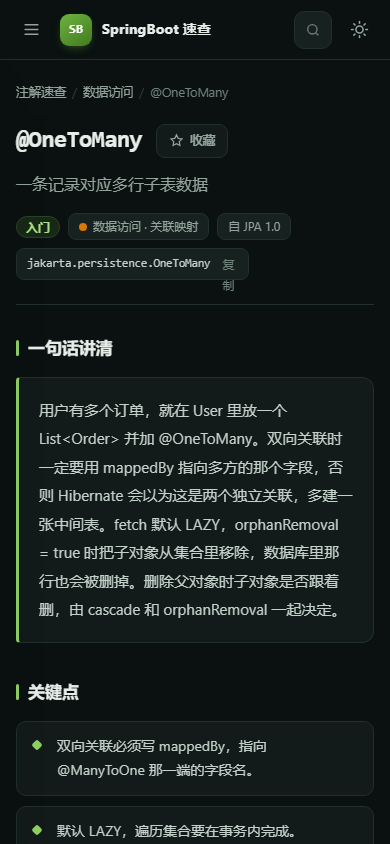 SB SpringBoot 速查
注解速查 / 数据访问 / @OneToMany
@OneToMany 收藏
一条记录对应多行子表数据
入门 数据访问 · 关联映射 自 JPA 1.0
jakarta.persistence.OneToMany 复制
一句话讲清
用户有多个订单，就在 User 里放一个
List<Order> 并加 @OneToMany。双向关联时
一定要用 mappedBy 指向多方的那个字段，否
则 Hibernate 会以为这是两个独立关联，多建一
张中间表。fetch 默认 LAZY，orphanRemoval
= true 时把子对象从集合里移除，数据库里那
行也会被删掉。删除父对象时子对象是否跟着
删，由 cascade 和 orphanRemoval 一起决定。
关键点
双向关联必须写 mappedBy，指向
@ManyToOne 那一端的字段名。
默认 LAZY，遍历集合要在事务内完成。